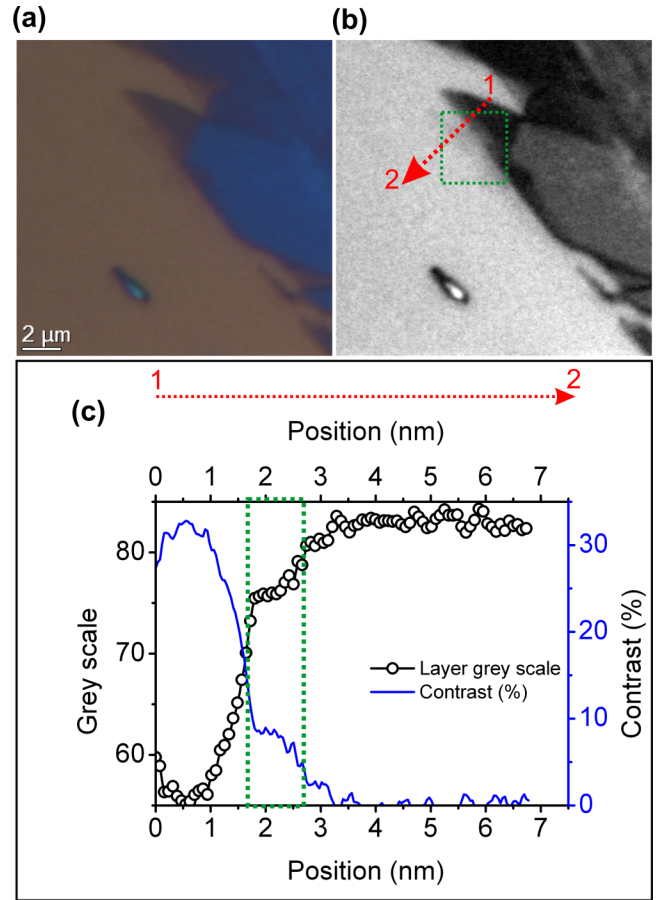 (a)
(b)
2 µm
1
2
1
2
(c)
Position (nm)
0 1 2 3 4 5 6 7
80
70
60
Grey scale
Layer grey scale
Contrast (%)
30
20
10
0
Contrast (%)
0 1 2 3 4 5 6 7
Position (nm)